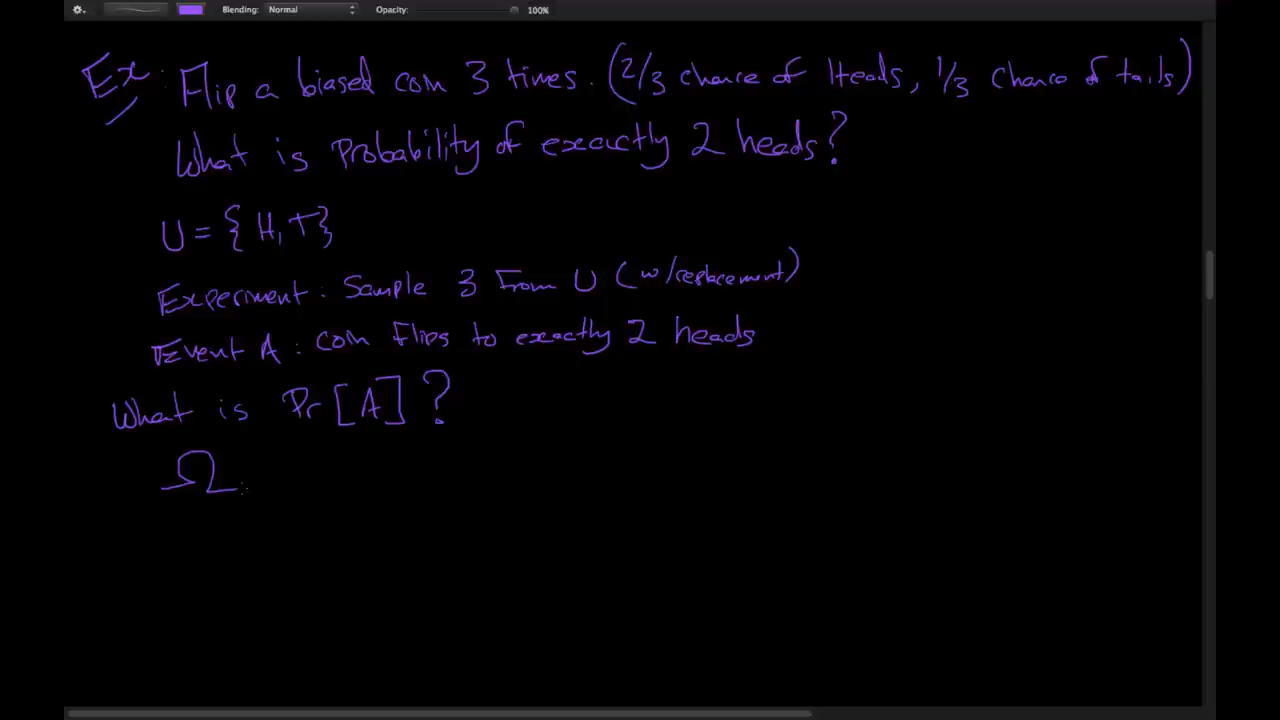 Blending: Normal Opacity: 100%
Ex: Flip a biased coin 3 times. (2/3 chance of Heads, 1/3 chance of tails)
What is Probability of exactly 2 heads?
U = {H,T}
Experiment: Sample 3 From U (w/replacement)
Event A: coin Flips to exactly 2 heads
What is Pr[A]?
Ω